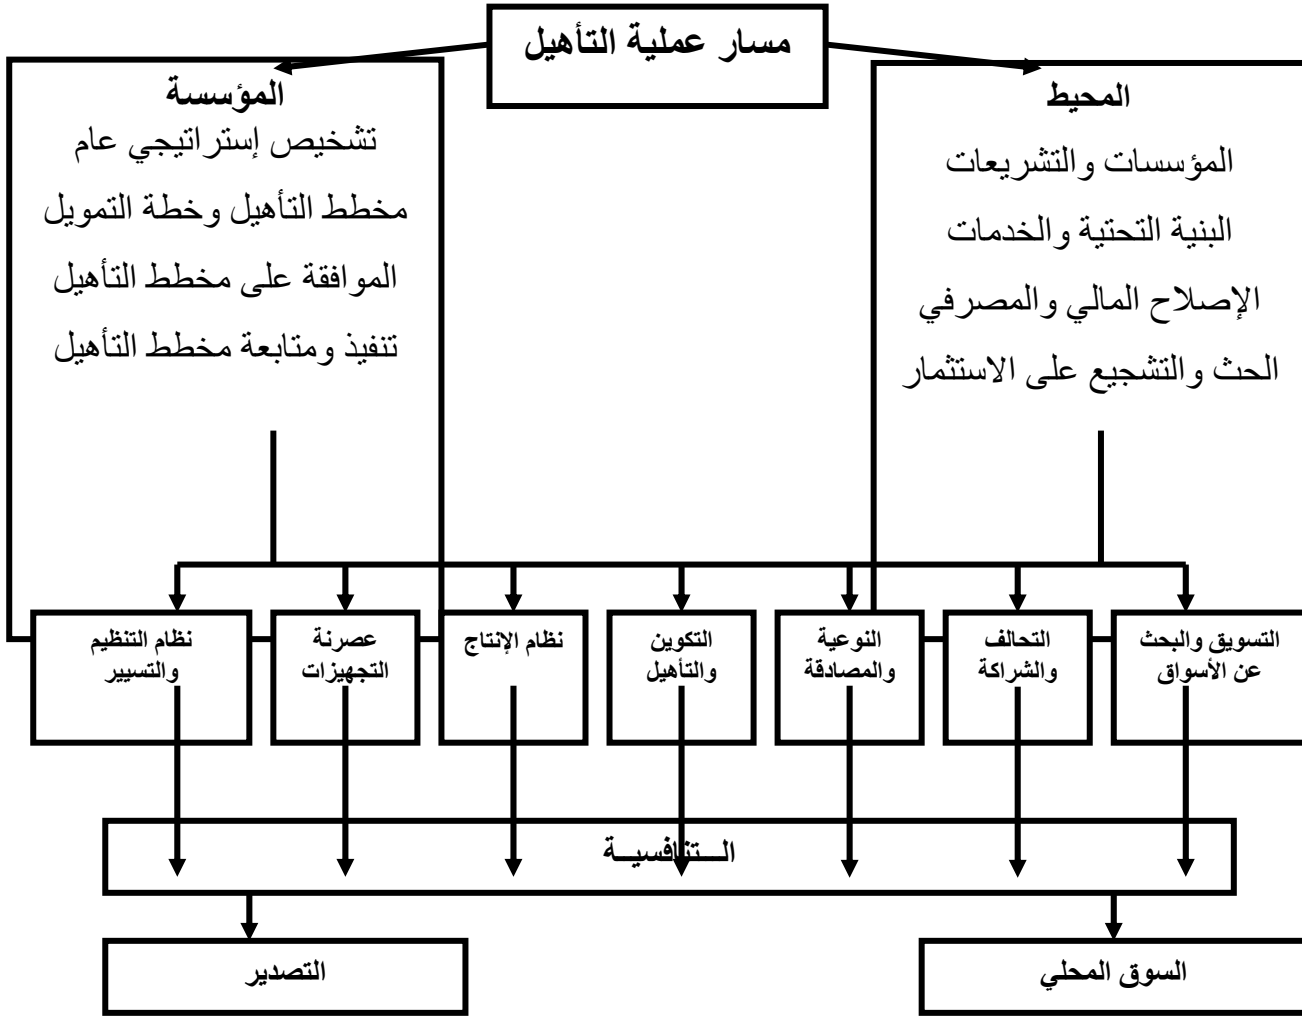 مسار عملية التأهيل
المحيط
المؤسسات والتشريعات
البنية التحتية والخدمات
الإصلاح المالي والمصرفي
الحث والتشجيع على الاستثمار
المؤسسة
تشخيص إستراتيجي عام
مخطط التأهيل وخطة التمويل
الموافقة على مخطط التأهيل
تنفيذ ومتابعة مخطط التأهيل
التسويق والبحث
عن الأسواق
التحالف
والشراكة
النوعية
والمصادقة
التكوين
والتأهيل
نظام الإنتاج
عصرنة
التجهيزات
نظام التنظيم
والتسيير
الـــتنافسيـــة
السوق المحلي
التصدير